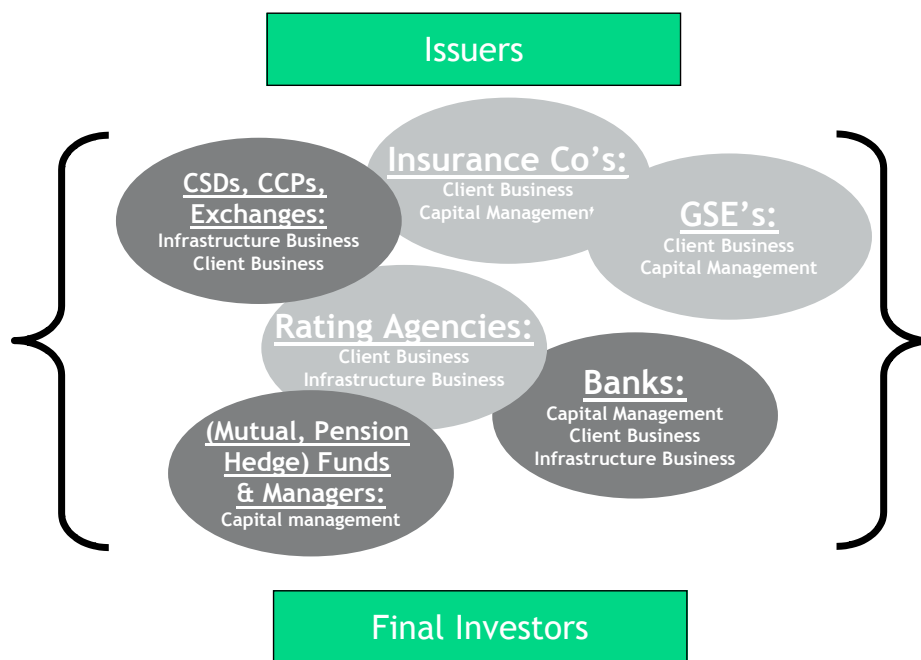 Issuers
Insurance Co's:
Client Business
Capital Management
CSDs, CCPs,
Exchanges:
Infrastructure Business
Client Business
GSE's:
Client Business
Capital Management
Rating Agencies:
Client Business
Infrastructure Business
Banks:
Capital Management
Client Business
Infrastructure Business
(Mutual, Pension
Hedge) Funds
& Managers:
Capital management
Final Investors